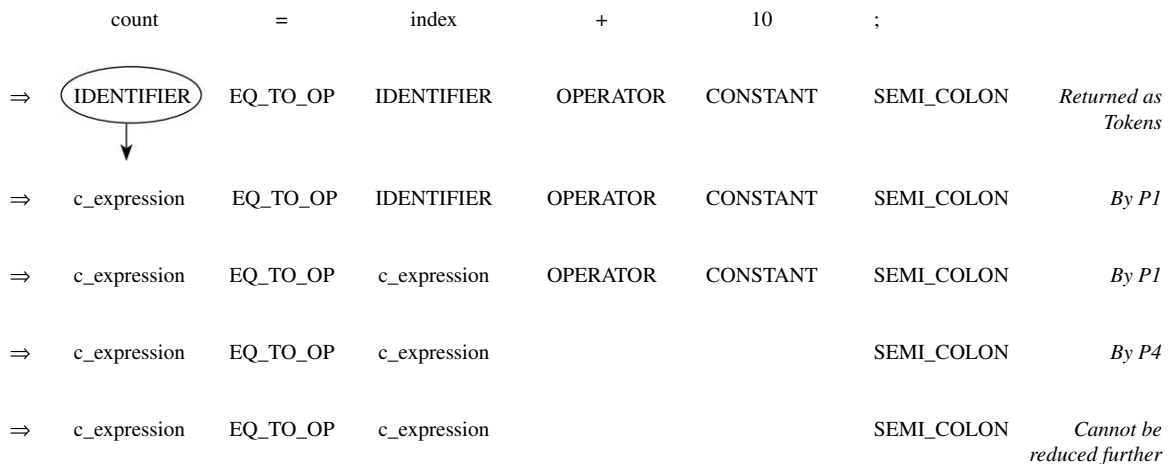 count = index + 10 ;
⇒ IDENTIFIER EQ_TO_OP IDENTIFIER OPERATOR CONSTANT SEMI_COLON Returned as
Tokens
⇒ c_expression EQ_TO_OP IDENTIFIER OPERATOR CONSTANT SEMI_COLON By P1
⇒ c_expression EQ_TO_OP c_expression OPERATOR CONSTANT SEMI_COLON By P1
⇒ c_expression EQ_TO_OP c_expression SEMI_COLON By P4
⇒ c_expression EQ_TO_OP c_expression SEMI_COLON Cannot be
reduced further